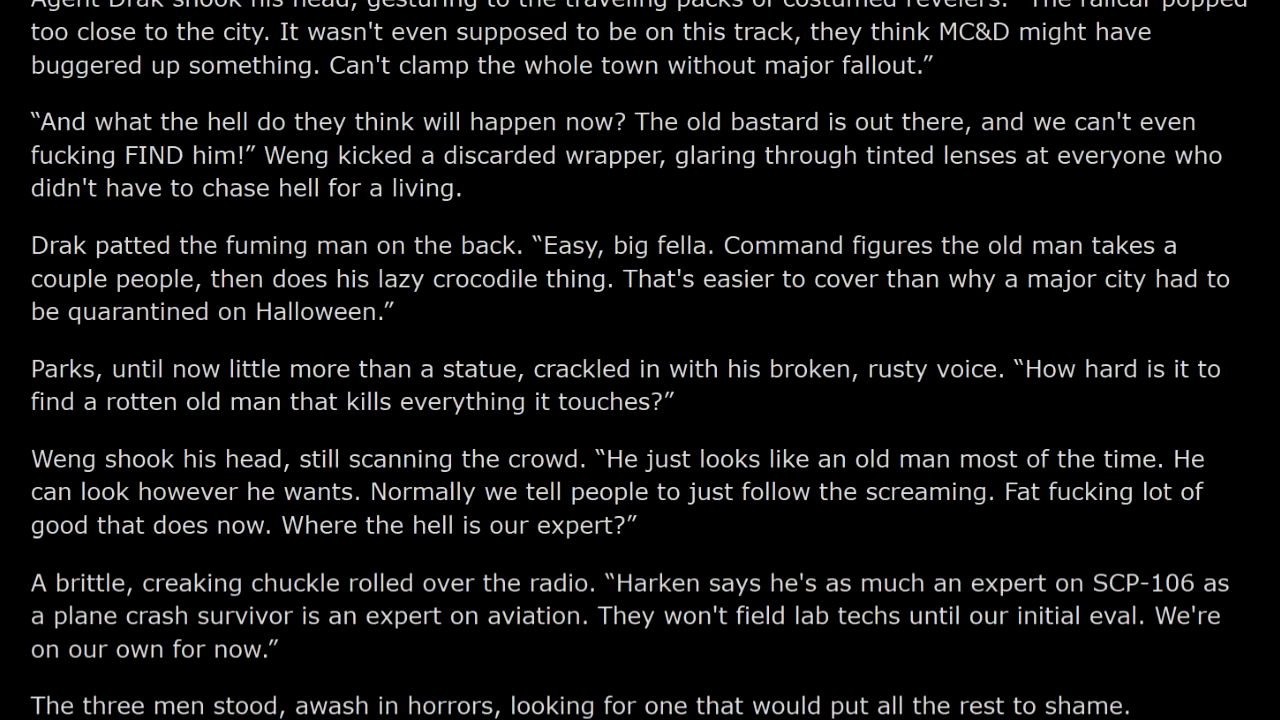 Agent Drak shook his head, gesturing to the traveling packs of costumed revelers. “The railcar popped
too close to the city. It wasn't even supposed to be on this track, they think MC&D might have
buggered up something. Can't clamp the whole town without major fallout.”
“And what the hell do they think will happen now? The old bastard is out there, and we can't even
fucking FIND him!” Weng kicked a discarded wrapper, glaring through tinted lenses at everyone who
didn't have to chase hell for a living.
Drak patted the fuming man on the back. “Easy, big fella. Command figures the old man takes a
couple people, then does his lazy crocodile thing. That's easier to cover than why a major city had to
be quarantined on Halloween.”
Parks, until now little more than a statue, crackled in with his broken, rusty voice. “How hard is it to
find a rotten old man that kills everything it touches?”
Weng shook his head, still scanning the crowd. “He just looks like an old man most of the time. He
can look however he wants. Normally we tell people to just follow the screaming. Fat fucking lot of
good that does now. Where the hell is our expert?”
A brittle, creaking chuckle rolled over the radio. “Harken says he's as much an expert on SCP-106 as
a plane crash survivor is an expert on aviation. They won't field lab techs until our initial eval. We're
on our own for now.”
The three men stood, awash in horrors, looking for one that would put all the rest to shame.